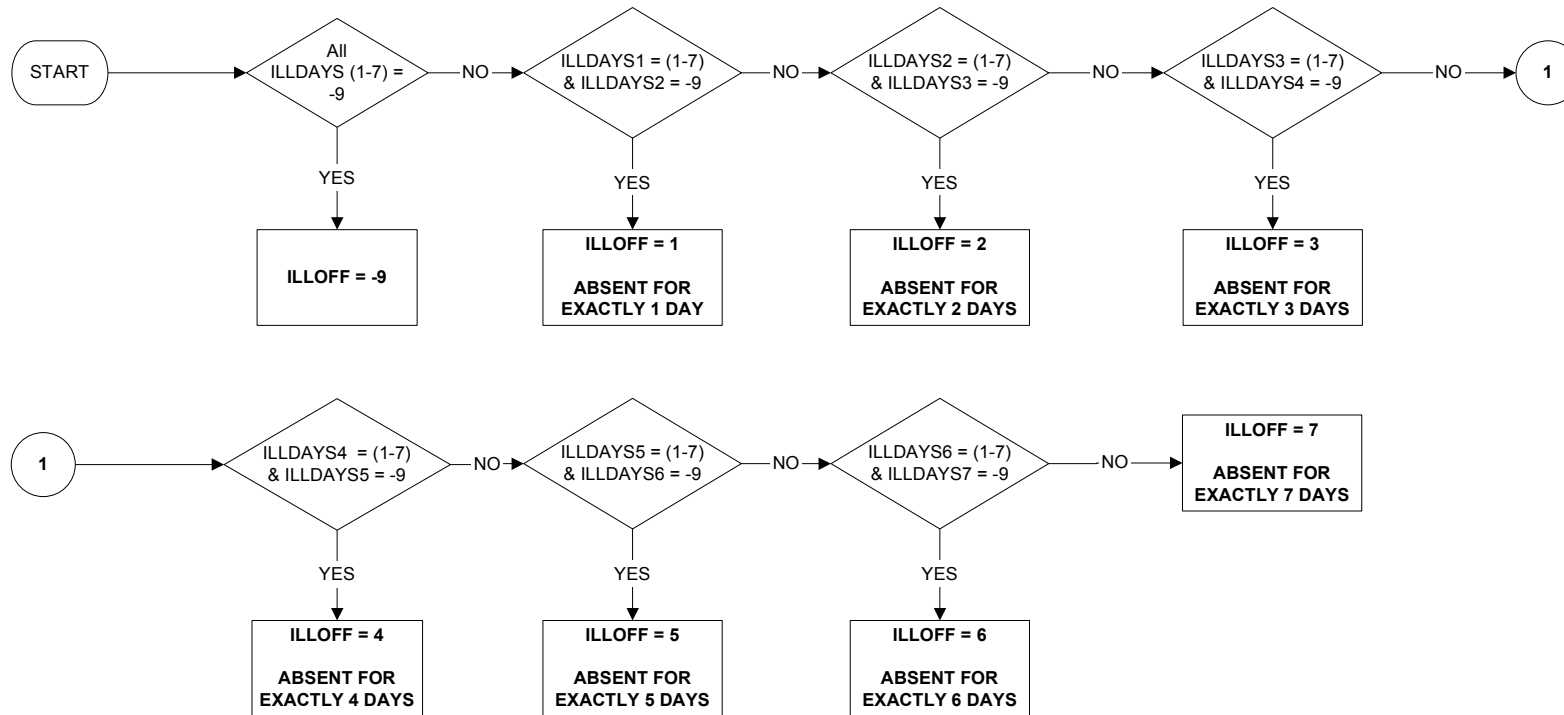 START
All
ILLDAYS (1-7) =
-9
NO
ILLDAYS1 = (1-7)
& ILLDAYS2 = -9
NO
ILLDAYS2 = (1-7)
& ILLDAYS3 = -9
NO
ILLDAYS3 = (1-7)
& ILLDAYS4 = -9
NO
1
YES
YES
YES
YES
ILLOFF = -9
ILLOFF = 1
ABSENT FOR
EXACTLY 1 DAY
ILLOFF = 2
ABSENT FOR
EXACTLY 2 DAYS
ILLOFF = 3
ABSENT FOR
EXACTLY 3 DAYS
1
ILLDAYS4 = (1-7)
& ILLDAYS5 = -9
NO
ILLDAYS5 = (1-7)
& ILLDAYS6 = -9
NO
ILLDAYS6 = (1-7)
& ILLDAYS7 = -9
NO
ILLOFF = 7
ABSENT FOR
EXACTLY 7 DAYS
YES
YES
YES
ILLOFF = 4
ABSENT FOR
EXACTLY 4 DAYS
ILLOFF = 5
ABSENT FOR
EXACTLY 5 DAYS
ILLOFF = 6
ABSENT FOR
EXACTLY 6 DAYS